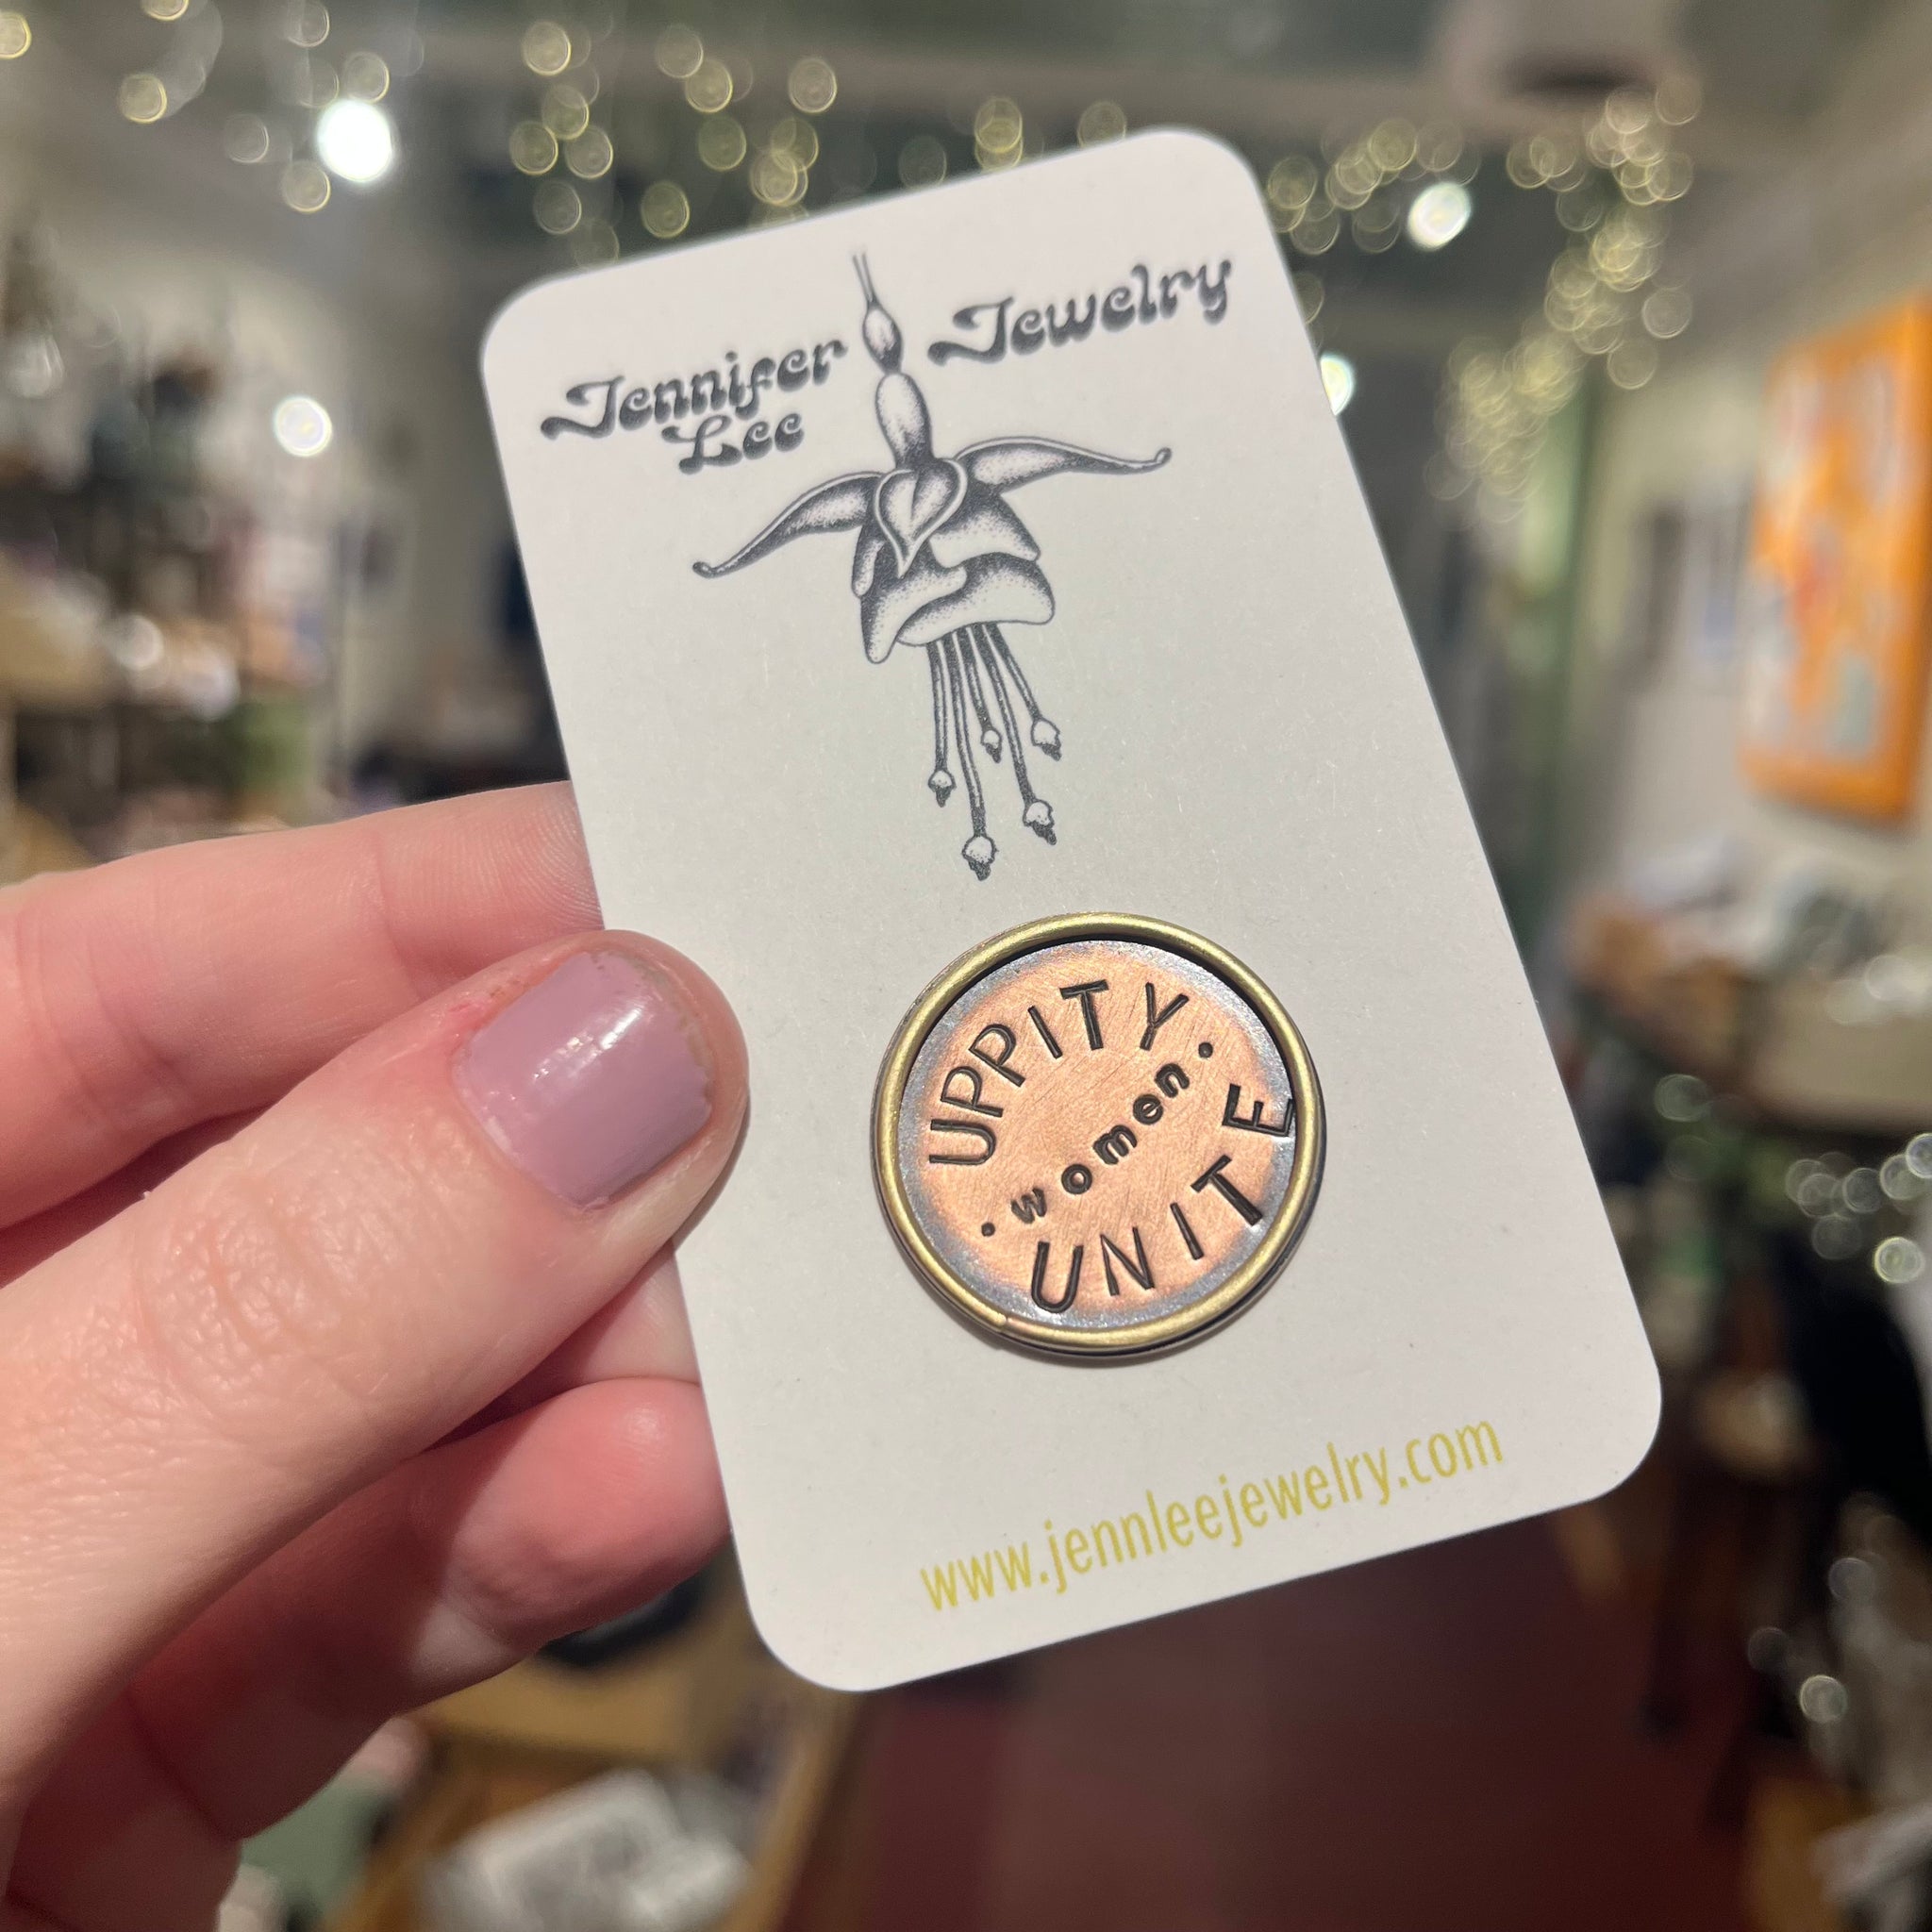 Jennifer Lee Jewelry
UPPITY
• women •
UNITE
www.jennleejewelry.com